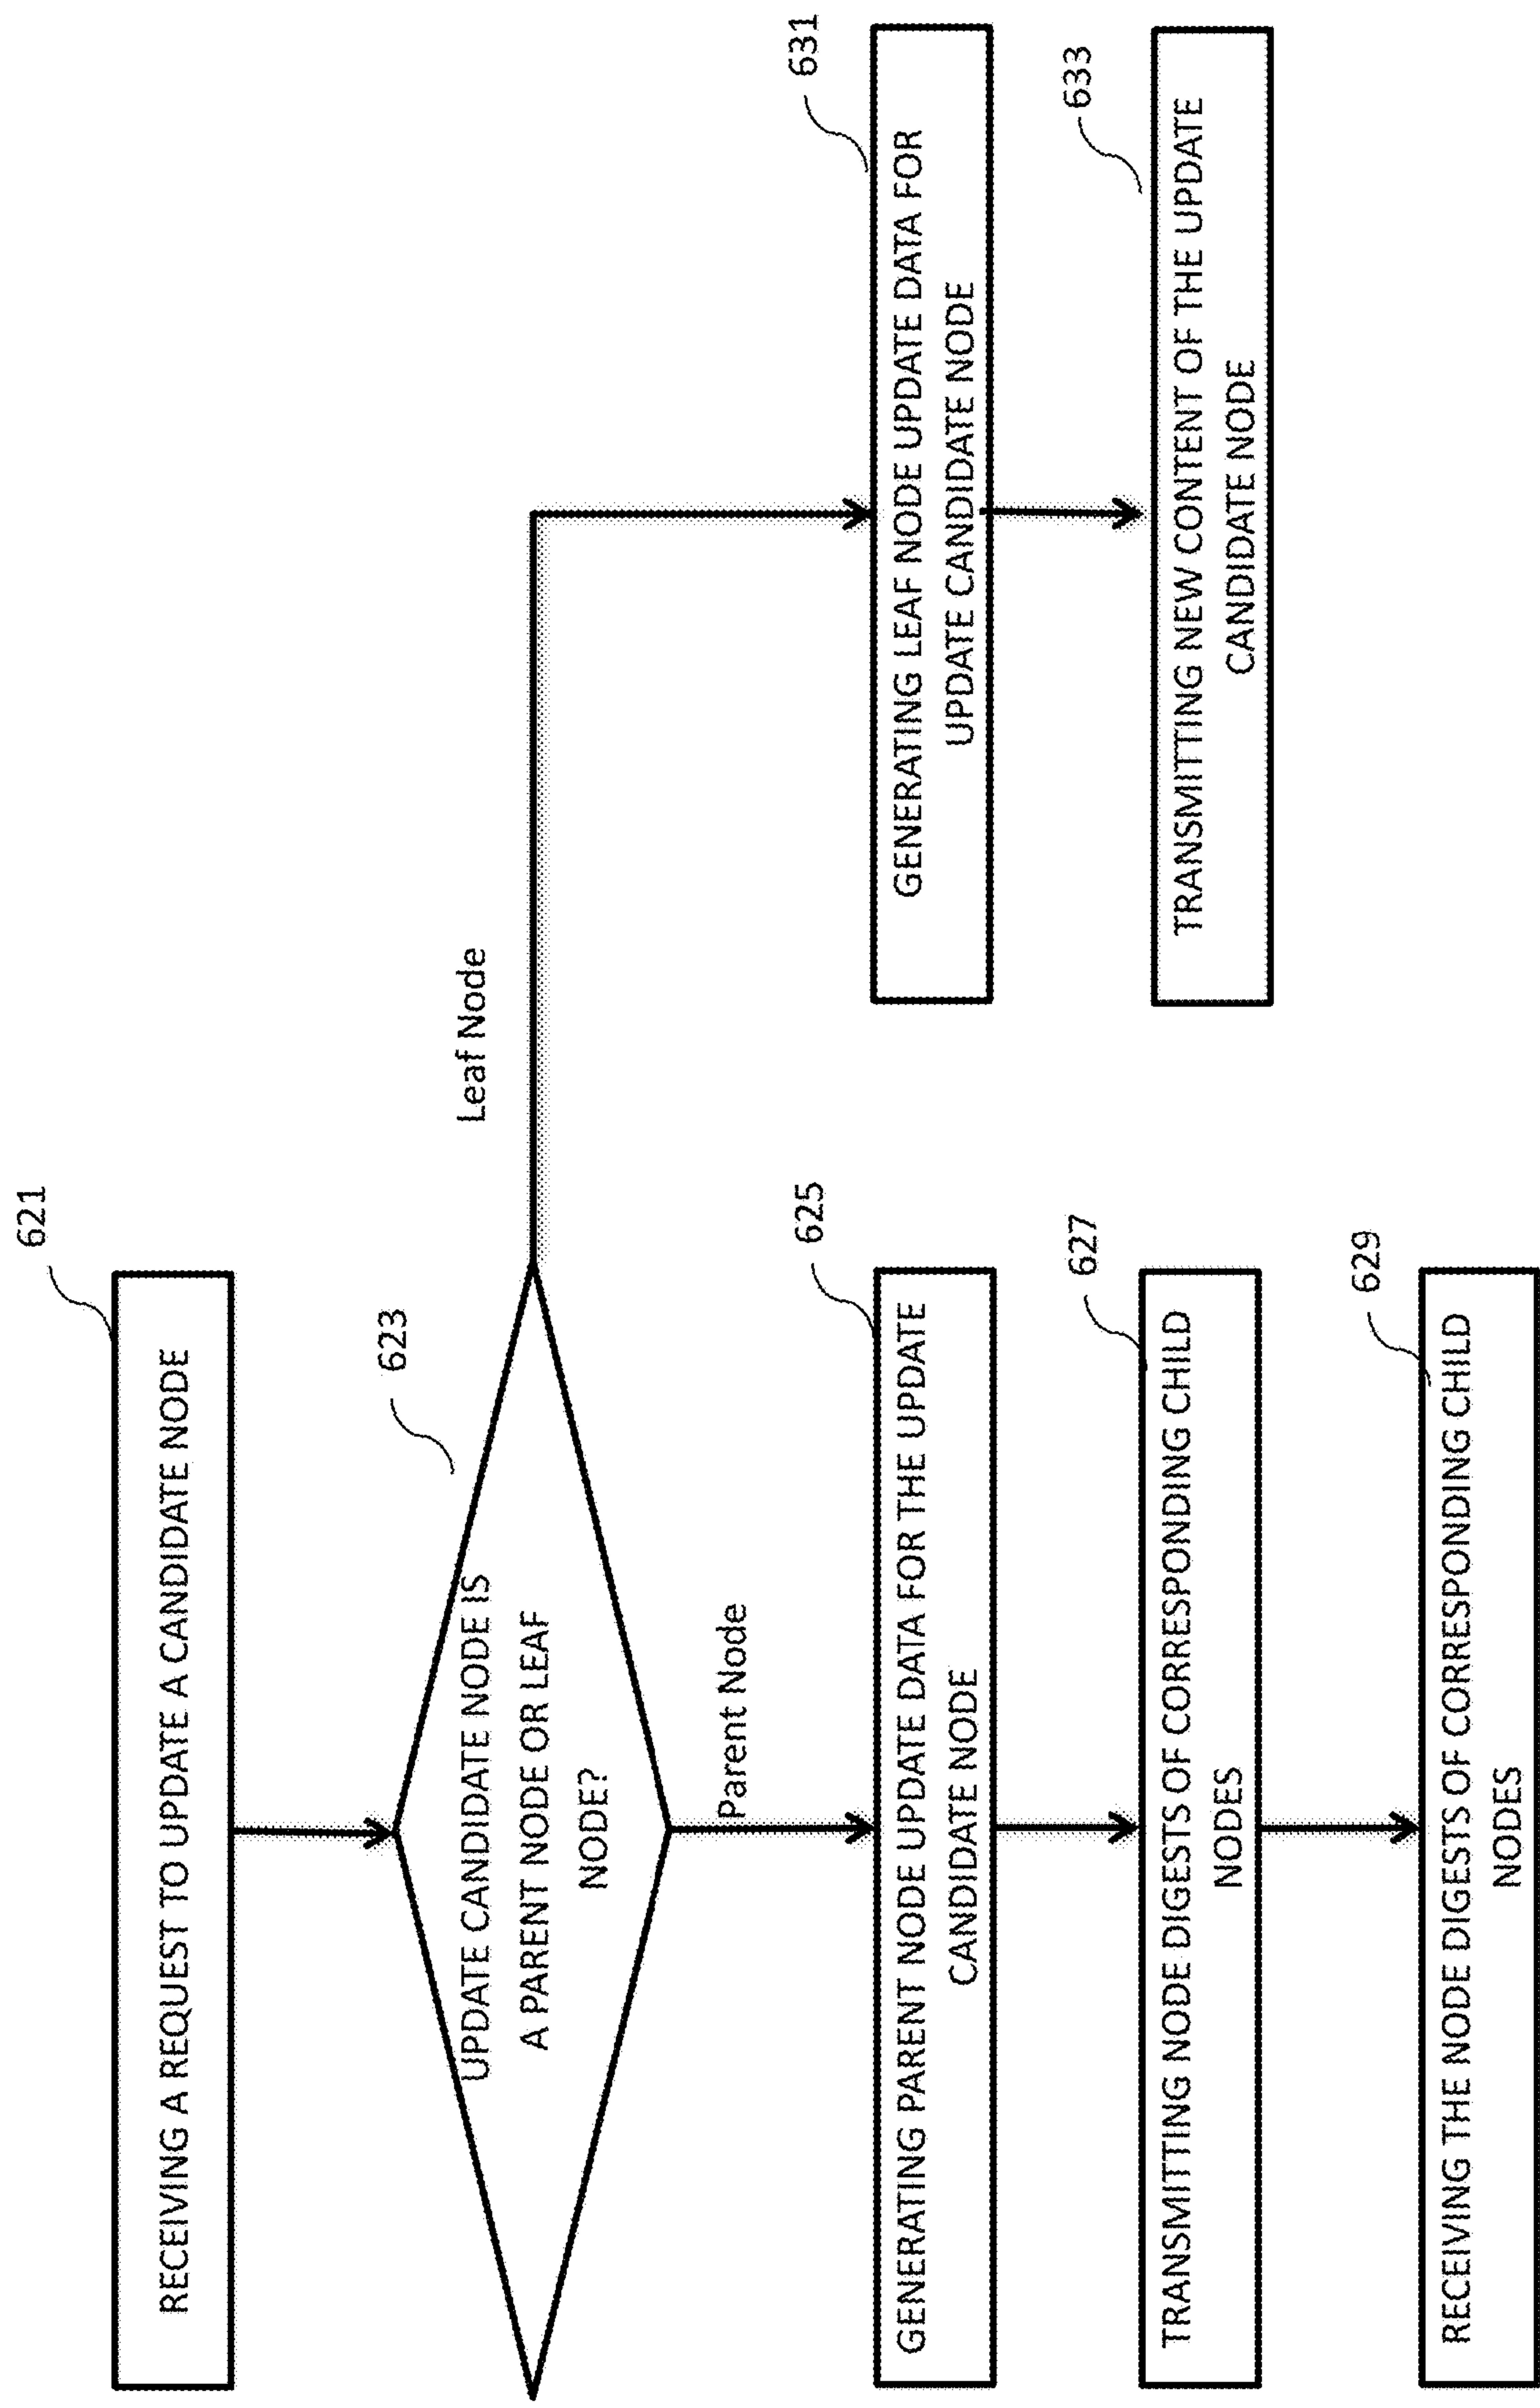 621
RECEIVING A REQUEST TO UPDATE A CANDIDATE NODE
623
UPDATE CANDIDATE NODE IS
A PARENT NODE OR LEAF
NODE?
Leaf Node
Parent Node
625
GENERATING PARENT NODE UPDATE DATA FOR THE UPDATE
CANDIDATE NODE
627
TRANSMITTING NODE DIGESTS OF CORRESPONDING CHILD
NODES
629
RECEIVING THE NODE DIGESTS OF CORRESPONDING CHILD
NODES
631
GENERATING LEAF NODE UPDATE DATA FOR
UPDATE CANDIDATE NODE
633
TRANSMITTING NEW CONTENT OF THE UPDATE
CANDIDATE NODE